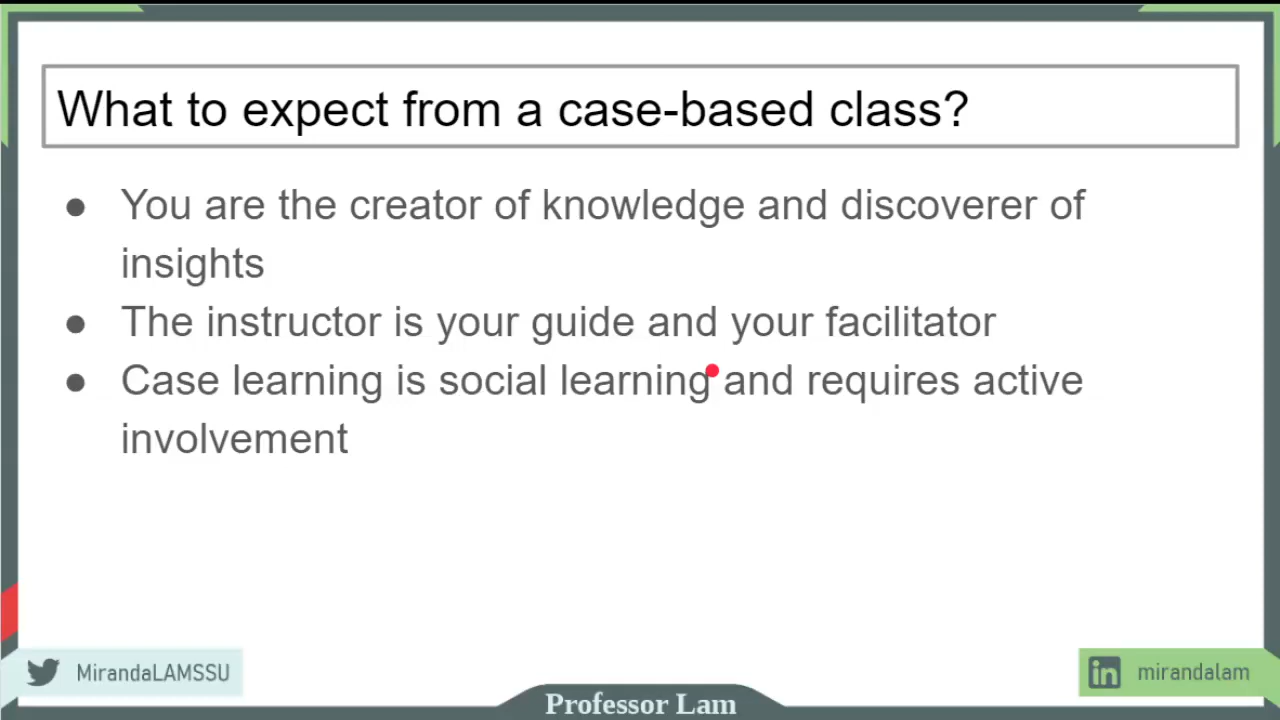 What to expect from a case-based class?
● You are the creator of knowledge and discoverer of
insights
● The instructor is your guide and your facilitator
● Case learning is social learning and requires active
involvement
MirandaLAMSSU
in mirandalam
Professor Lam